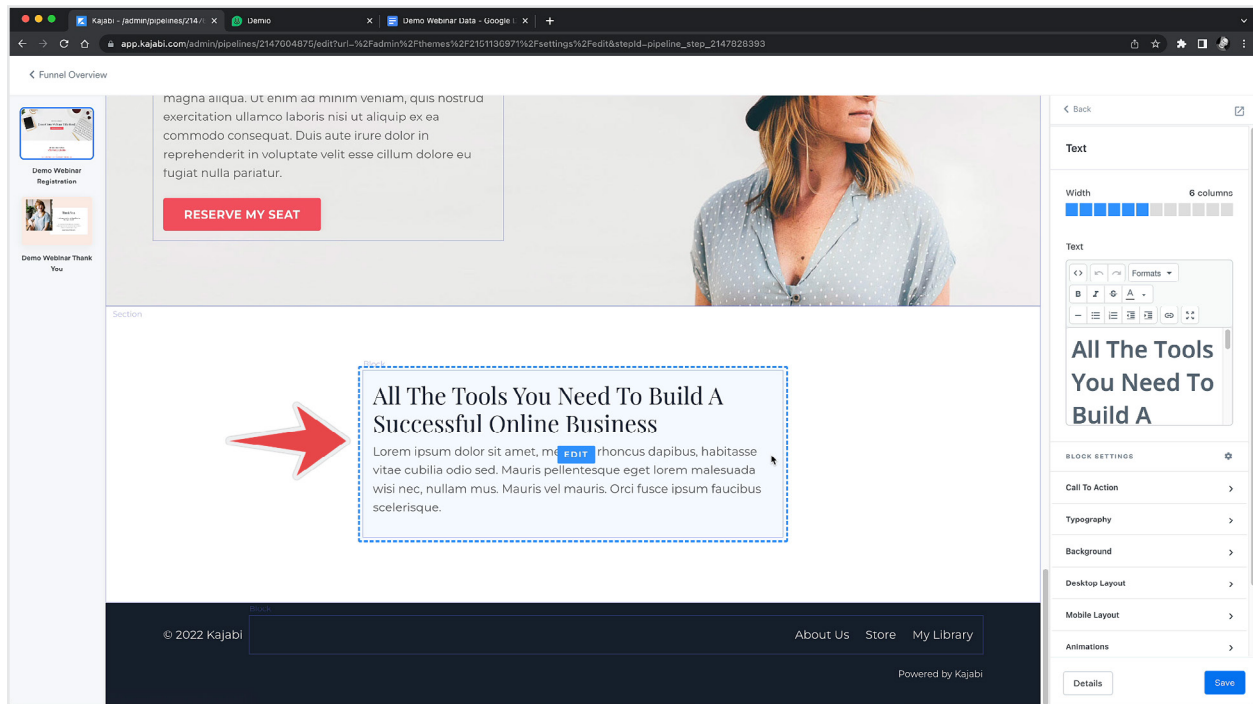 Kajabi - /admin/pipelines/2147
Demio
Demo Webinar Data - Google
app.kajabi.com/admin/pipelines/2147604875/edit?url=%2Fadmin%2Fthemes%2F2151130971%2Fsettings%2Fedit&stepId=pipeline_step_2147828393
Funnel Overview
Demo Webinar
Registration
Demo Webinar Thank
You
magna aliqua. Ut enim ad minim veniam, quis nostrud
exercitation ullamco laboris nisi ut aliquip ex ea
commodo consequat. Duis aute irure dolor in
reprehenderit in voluptate velit esse cillum dolore eu
fugiat nulla pariatur.
RESERVE MY SEAT
Section
Block
All The Tools You Need To Build A
Successful Online Business
Lorem ipsum dolor sit amet, rhoncus dapibus, habitasse
EDIT
vitae cubilia odio sed. Mauris pellentesque eget lorem malesuada
wisi nec, nullam mus. Mauris vel mauris. Orci fusce ipsum faucibus
scelerisque.
Block
© 2022 Kajabi
About Us Store My Library
Powered by Kajabi
Back
Text
Width 6 columns
Text
Formats
B I S A
All The Tools
You Need To
Build A
BLOCK SETTINGS
Call To Action
Typography
Background
Desktop Layout
Mobile Layout
Animations
Details Save